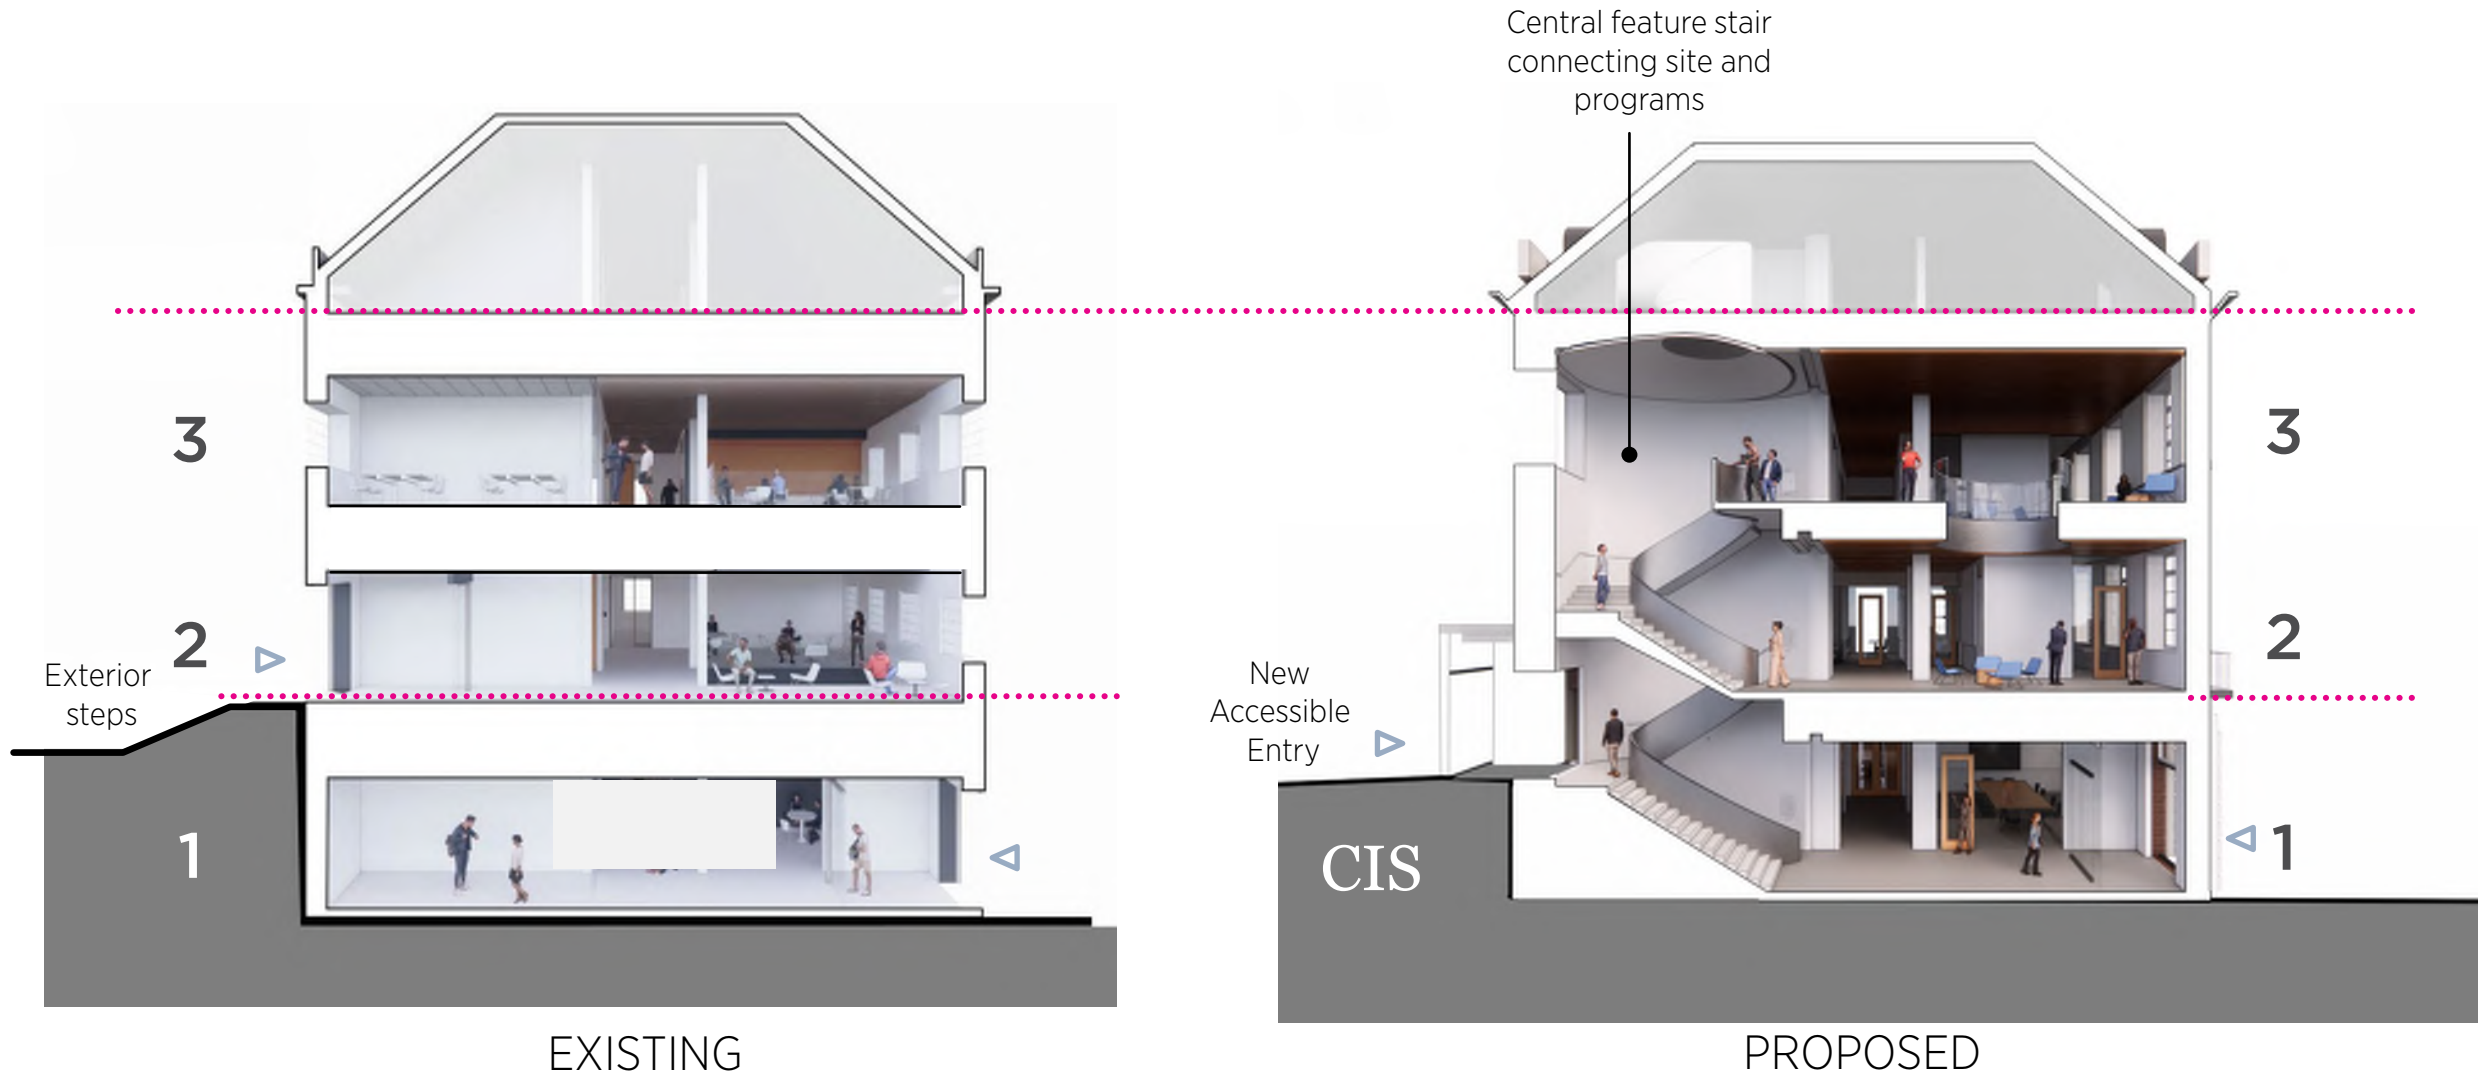 Central feature stair
connecting site and
programs
3
3
2
2
Exterior
steps
New
Accessible
Entry
1
CIS
1
EXISTING
PROPOSED